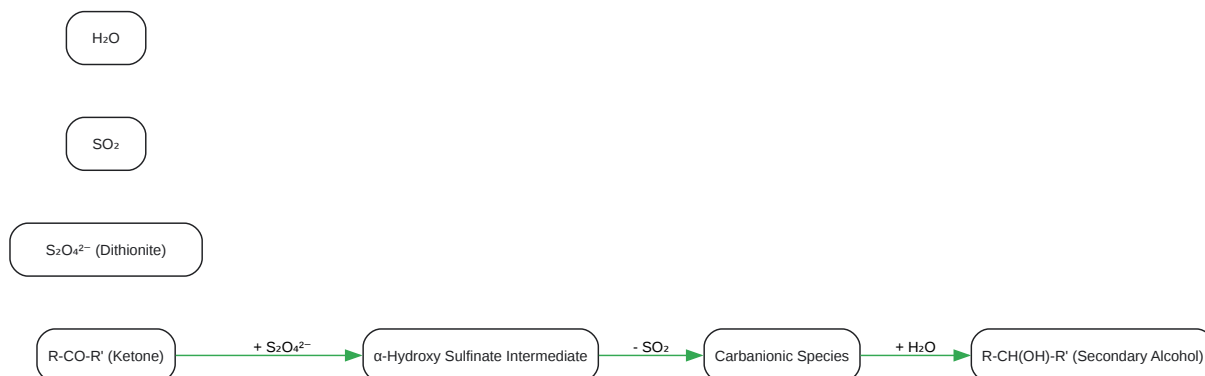 H₂O
SO₂
S₂O₄²⁻ (Dithionite)
+ S₂O₄²⁻
- SO₂
+ H₂O
R-CO-R' (Ketone)
α-Hydroxy Sulfinate Intermediate
Carbanionic Species
R-CH(OH)-R' (Secondary Alcohol)